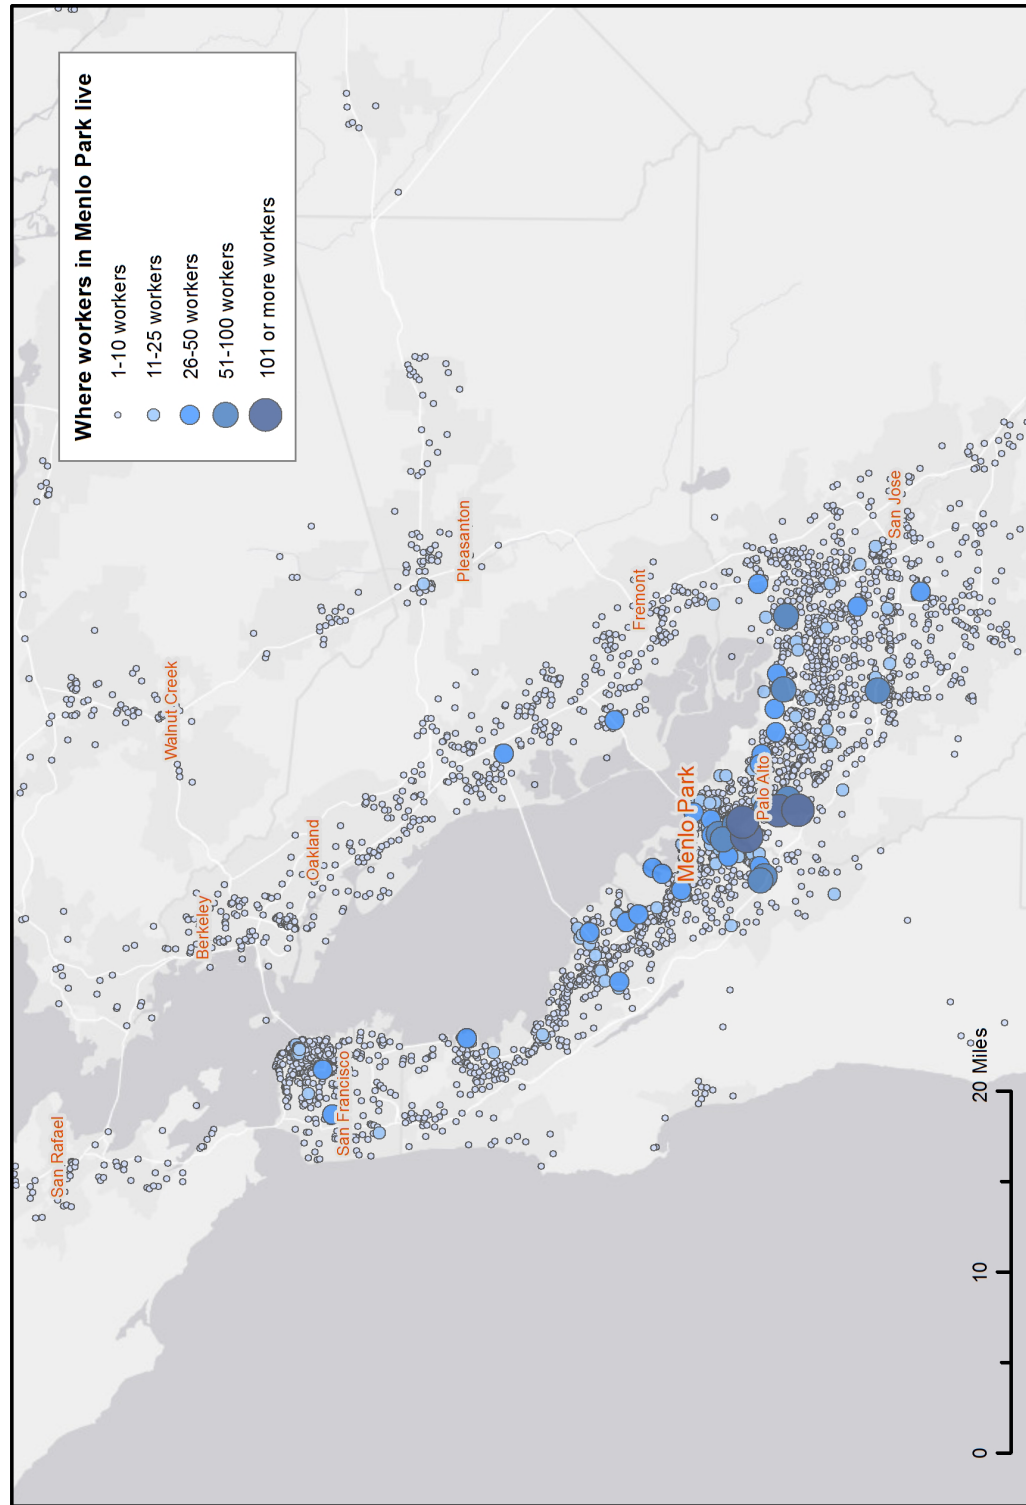 Where workers in Menlo Park live
1-10 workers
11-25 workers
26-50 workers
51-100 workers
101 or more workers
San Rafael
Walnut Creek
Berkeley
Oakland
San Francisco
Pleasanton
Fremont
Menlo Park
Palo Alto
San Jose
0
10
20 Miles